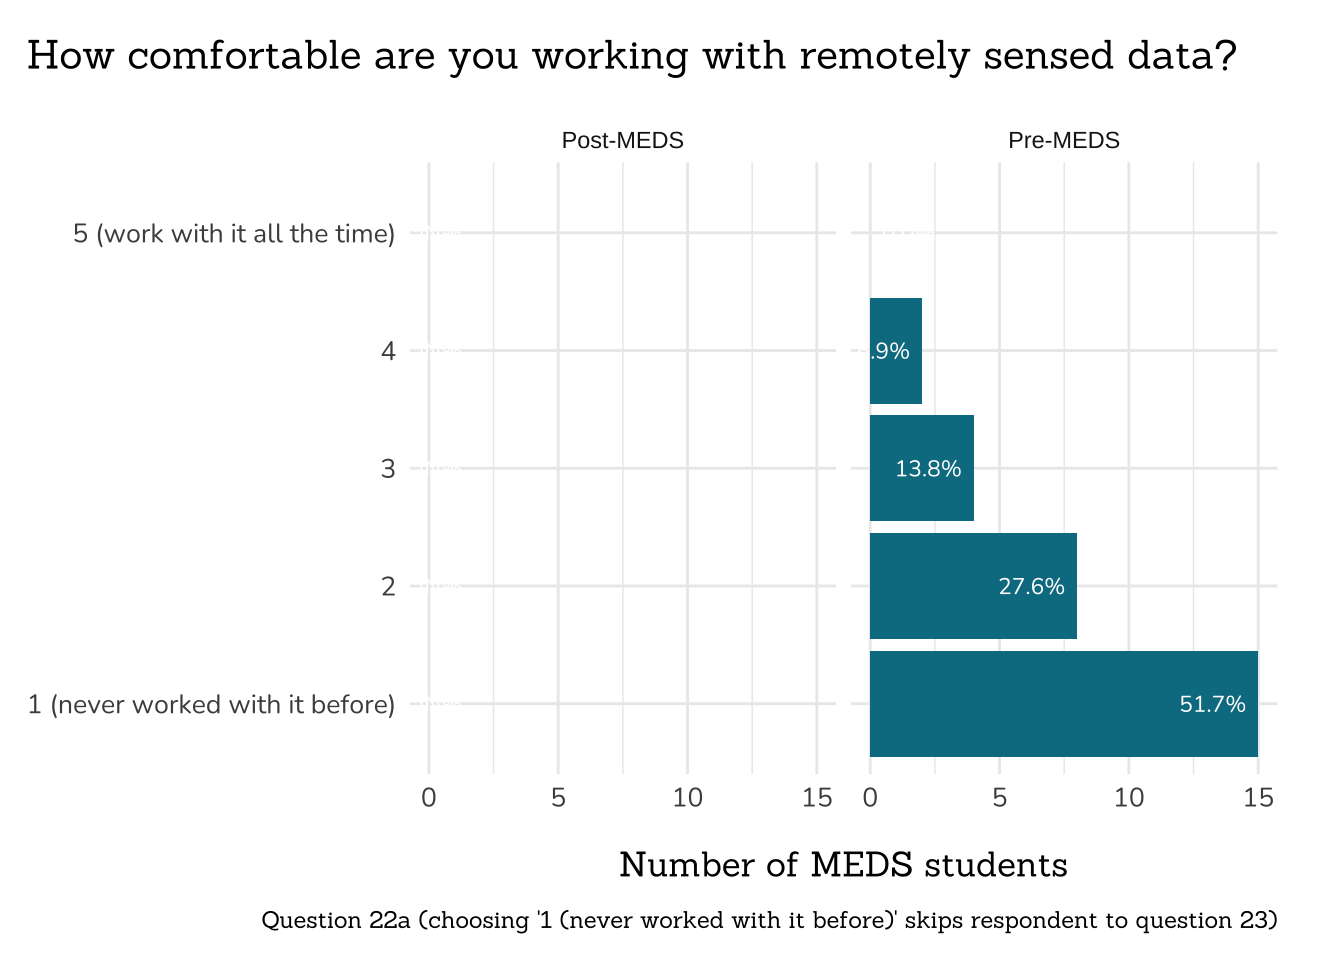 How comfortable are you working with remotely sensed data?
Post-MEDS
Pre-MEDS
5 (work with it all the time)
4
.9%
3
13.8%
2
27.6%
1 (never worked with it before)
51.7%
0 5 10 15
0 5 10 15
Number of MEDS students
Question 22a (choosing '1 (never worked with it before)' skips respondent to question 23)